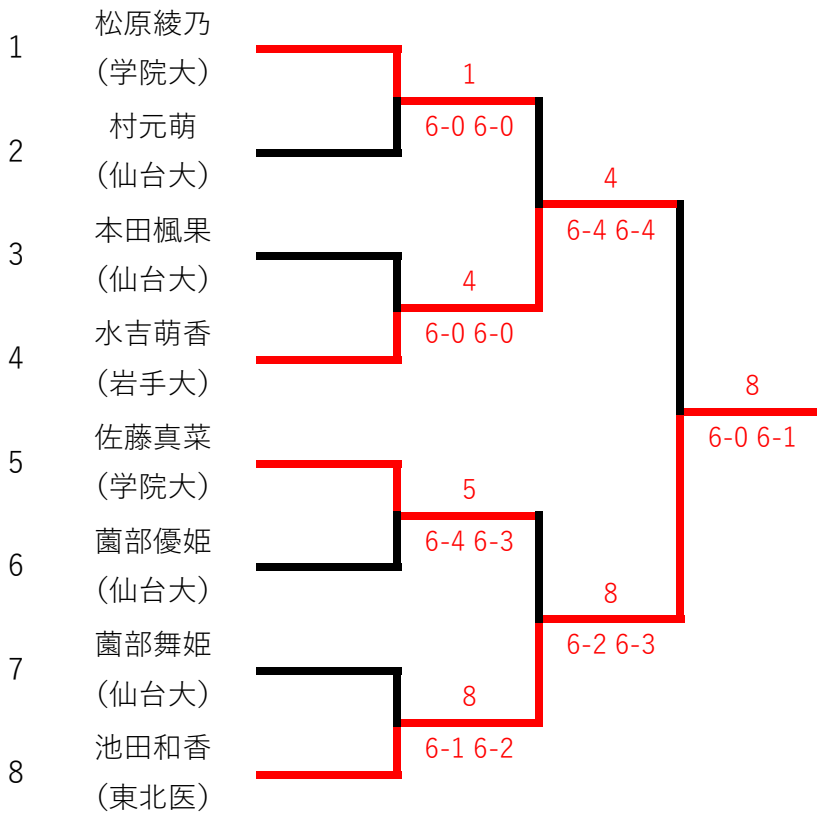 1
松原綾乃
(学院大)
2
村元萌
(仙台大)
3
本田楓果
(仙台大)
4
水吉萌香
(岩手大)
5
佐藤真菜
(学院大)
6
薗部優姫
(仙台大)
7
薗部舞姫
(仙台大)
8
池田和香
(東北医)
1
6-0 6-0
4
6-0 6-0
5
6-4 6-3
8
6-1 6-2
4
6-4 6-4
8
6-2 6-3
8
6-0 6-1